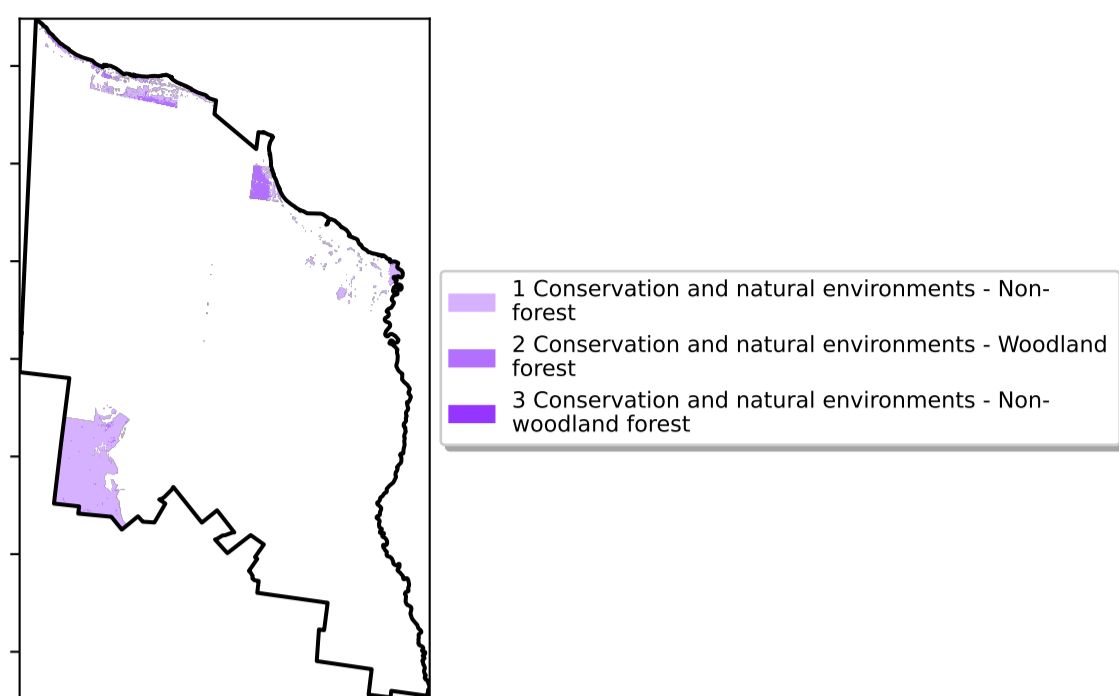 1 Conservation and natural environments - Non-
forest
2 Conservation and natural environments - Woodland
forest
3 Conservation and natural environments - Non-
woodland forest